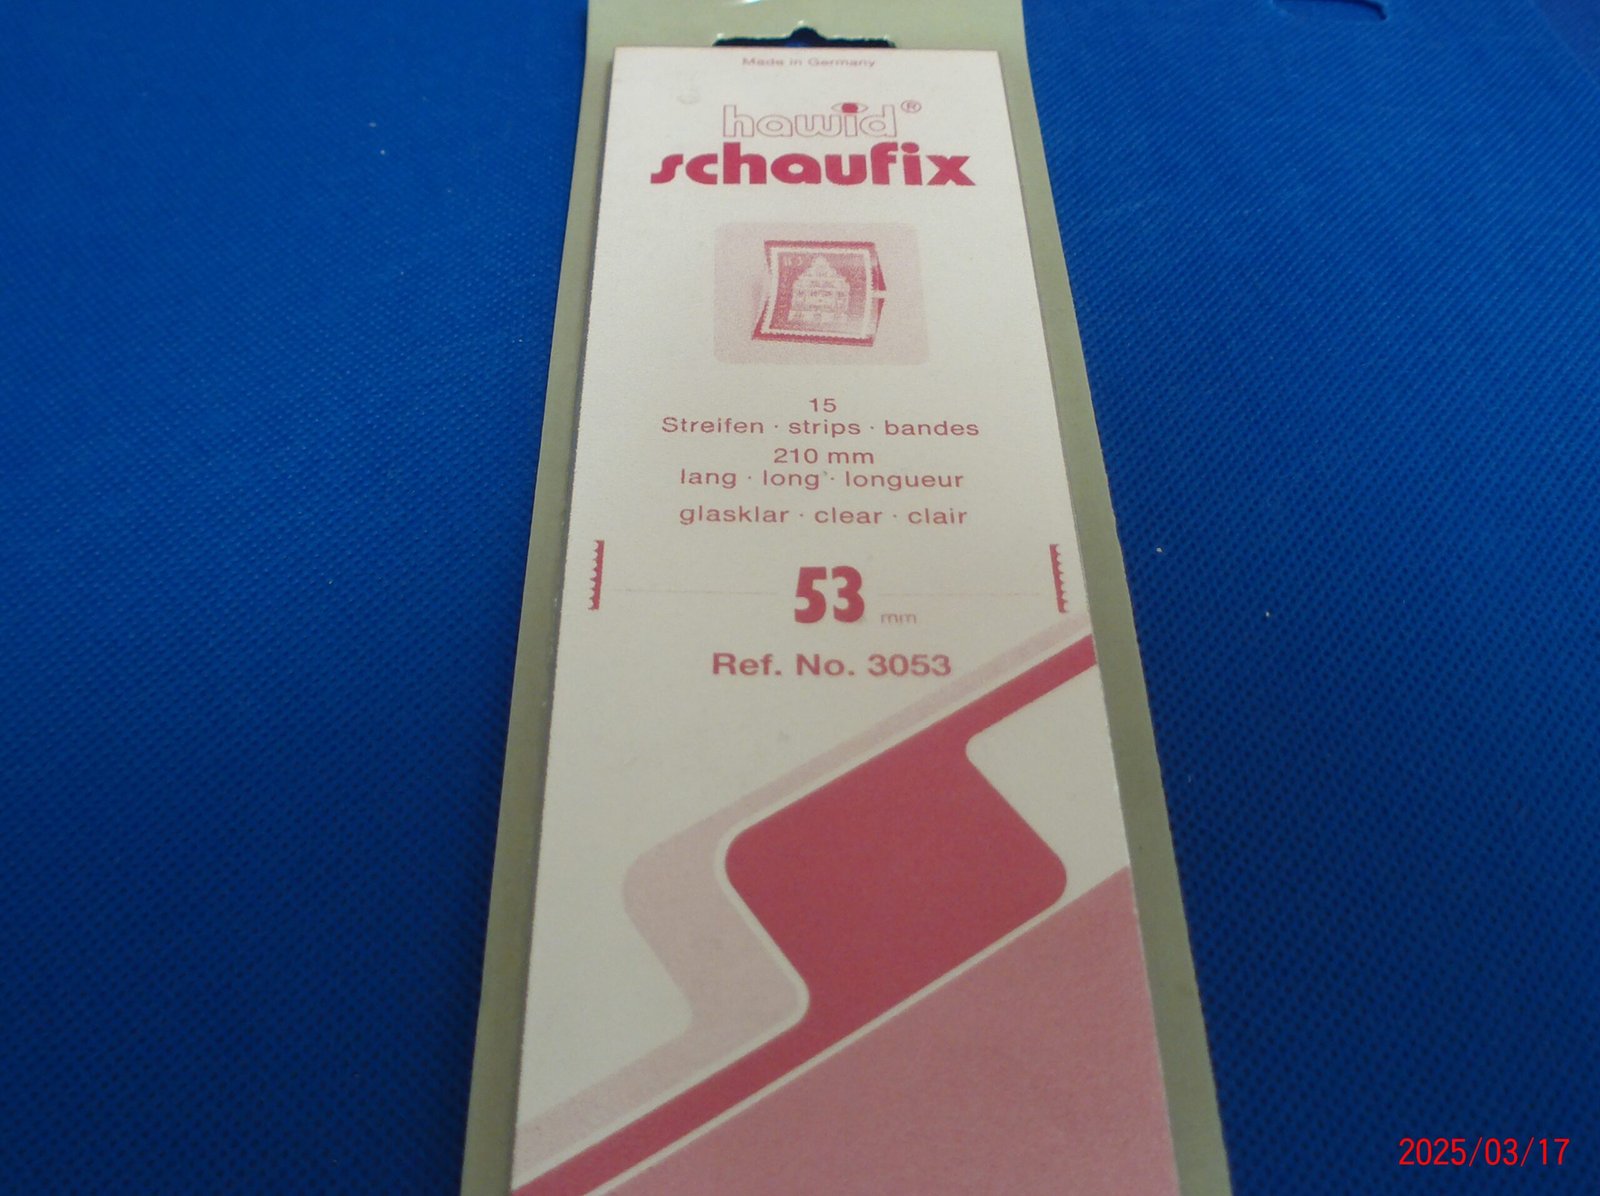 Made in Germany
hawid®
schaufix
15
Streifen · strips · bandes
210 mm
lang · long · longueur
glasklar · clear · clair
53 mm
Ref. No. 3053
2025/03/17